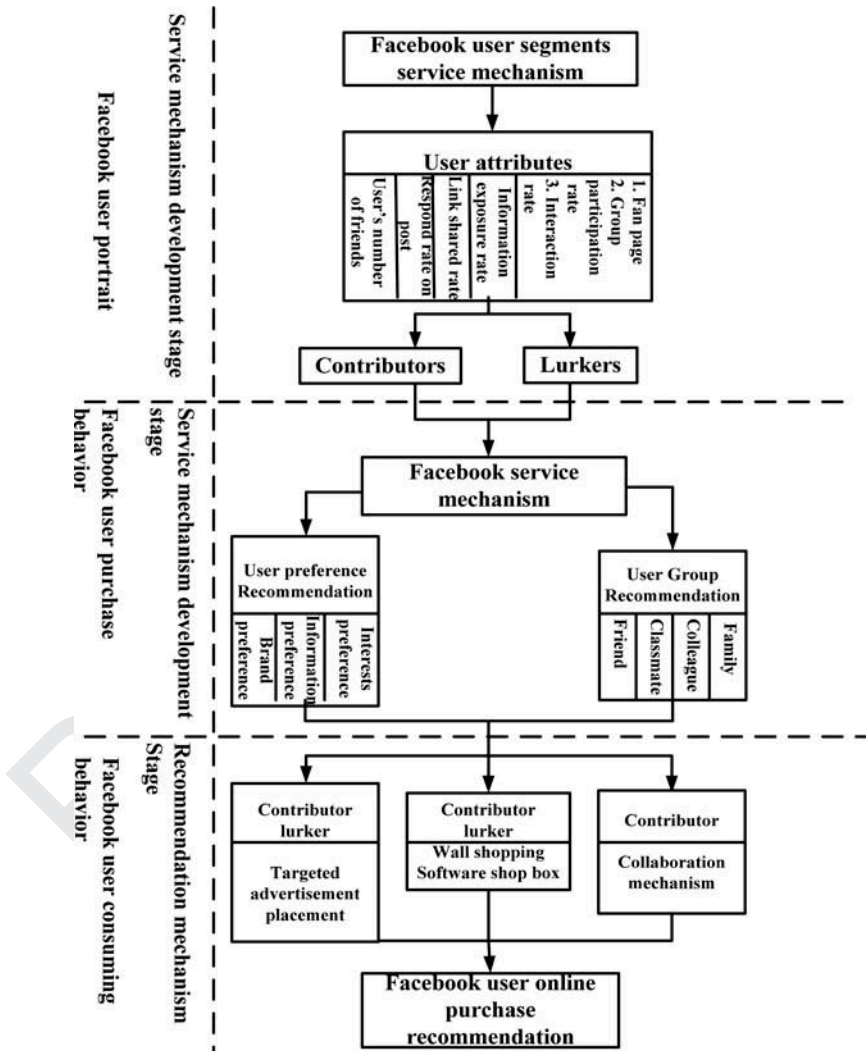 Service mechanism development stage
Facebook user portrait
Facebook user segments
service mechanism
User attributes
1. Fan page
2. Group
participation
rate
3. Interaction
rate
Information
exposure rate
Link shared rate
Respond rate on
post
User's number
of friends
Contributors
Lurkers
Service mechanism development
stage
Facebook user purchase
behavior
Facebook service
mechanism
User preference
Recommendation
Interests
preference
Information
preference
Brand
preference
User Group
Recommendation
Family
Colleague
Classmate
Friend
Recommendation mechanism
Stage
Facebook user consuming
behavior
Contributor
lurker
Targeted
advertisement
placement
Contributor
lurker
Wall shopping
Software shop box
Contributor
Collaboration
mechanism
Facebook user online
purchase
recommendation